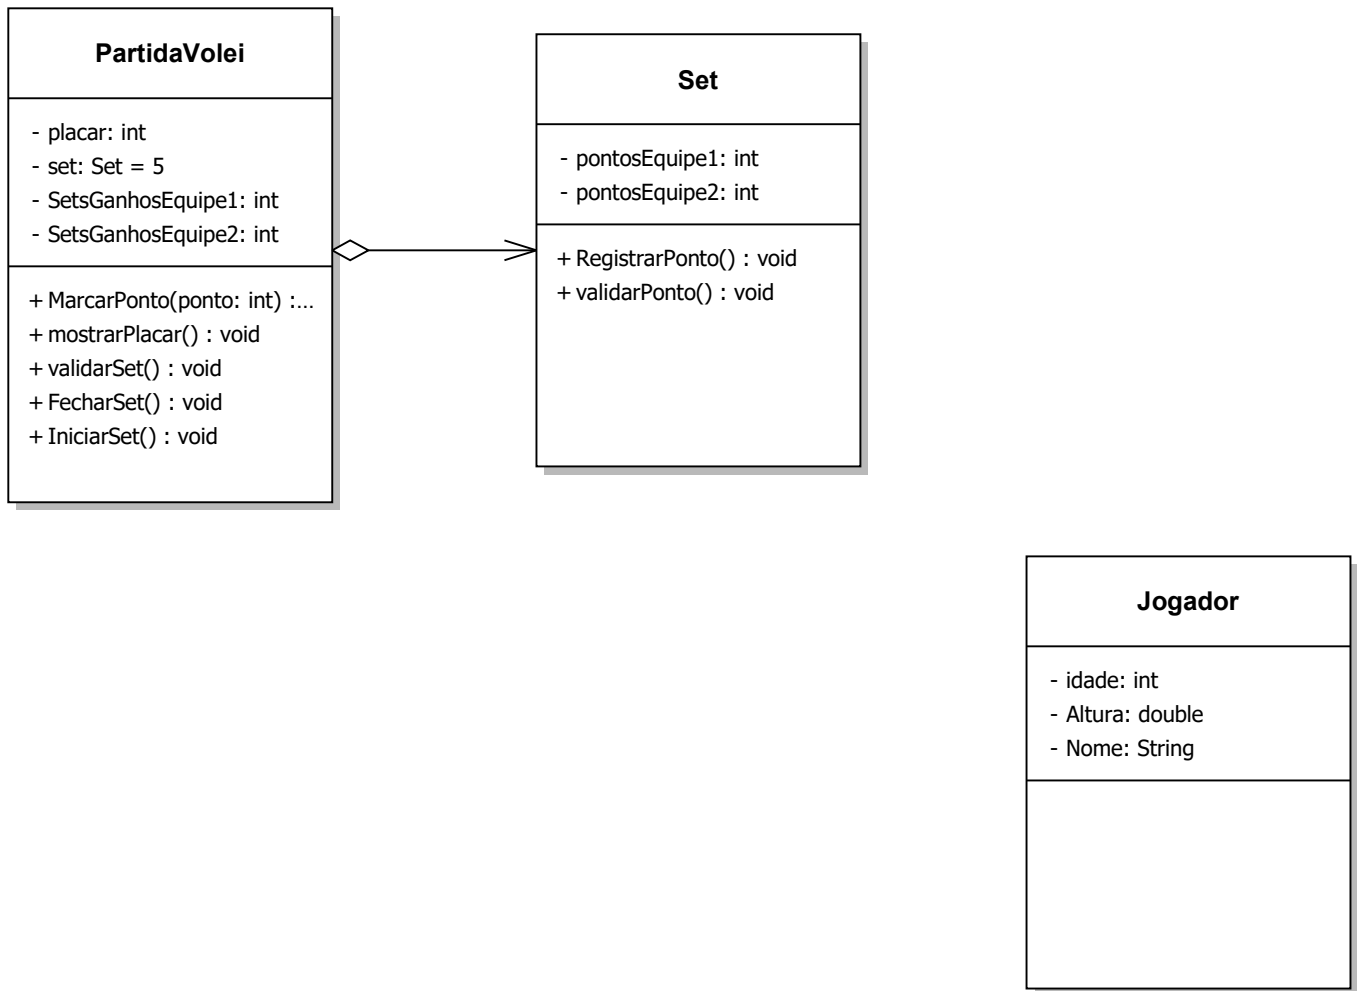 PartidaVolei
- placar: int
- set: Set = 5
- SetsGanhosEquipe1: int
- SetsGanhosEquipe2: int
+ MarcarPonto(ponto: int) :...
+ mostrarPlacar() : void
+ validarSet() : void
+ FecharSet() : void
+ IniciarSet() : void
Set
- pontosEquipe1: int
- pontosEquipe2: int
+ RegistrarPonto() : void
+ validarPonto() : void
Jogador
- idade: int
- Altura: double
- Nome: String